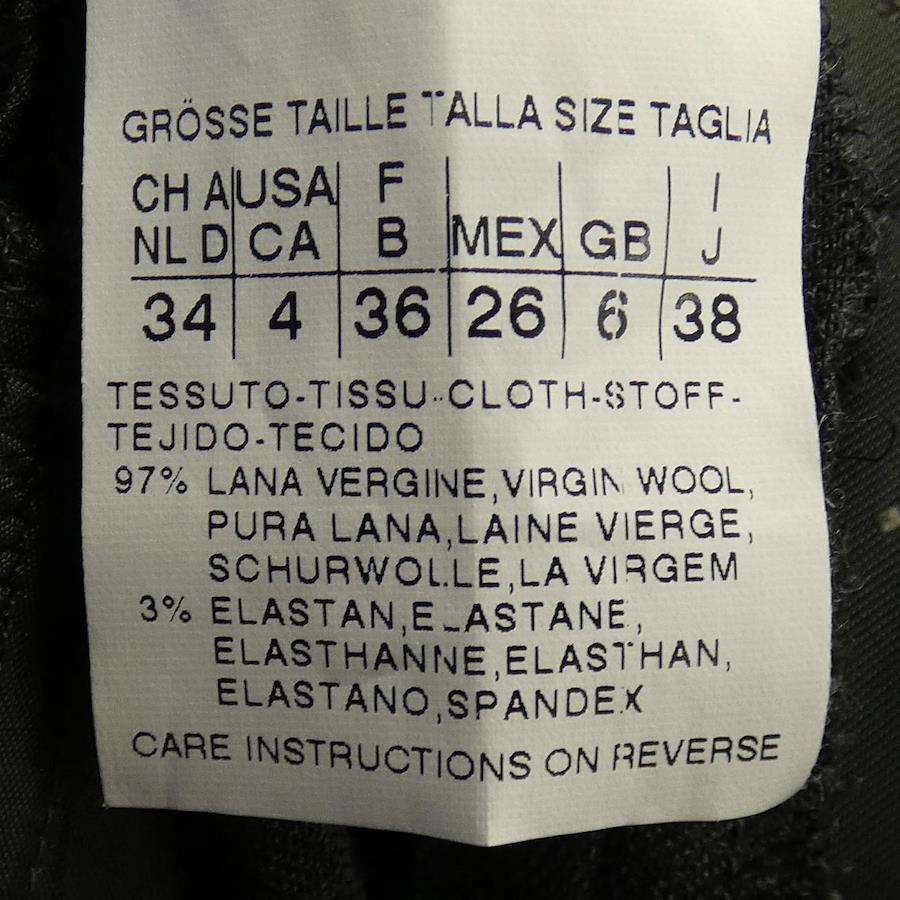 GRÖSSE TAILLE TALLA SIZE TAGLIA
CH A USA F I
NL D CA B MEX GB J
34 4 36 26 6 38
TESSUTO-TISSU-CLOTH-STOFF-
TEJIDO-TECIDO
97% LANA VERGINE,VIRGIN WOOL,
PURA LANA,LAINE VIERGE,
SCHURWOLLE,LA VIRGEM
3% ELASTAN,ELASTANE,
ELASTHANNE,ELASTHAN,
ELASTANO,SPANDEX
CARE INSTRUCTIONS ON REVERSE